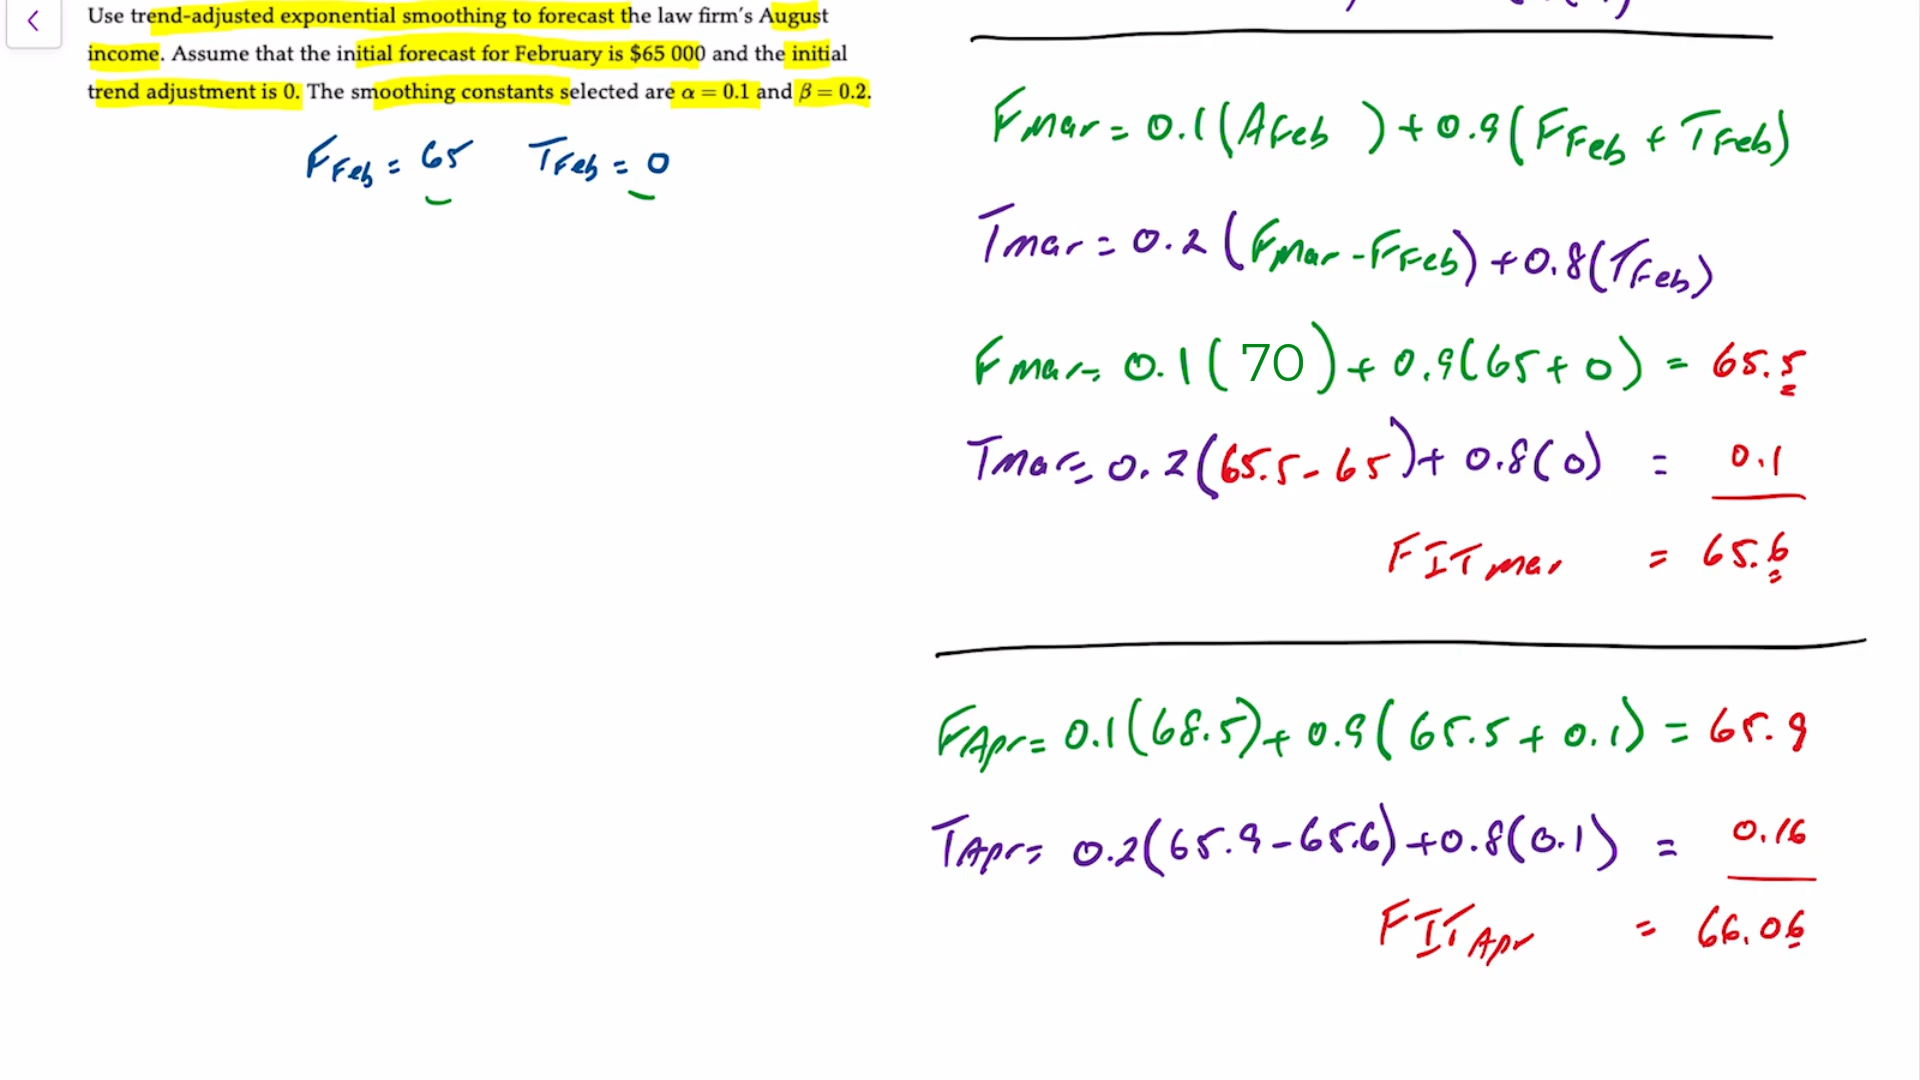 Use trend-adjusted exponential smoothing to forecast the law firm's August
income. Assume that the initial forecast for February is $65 000 and the initial
trend adjustment is 0. The smoothing constants selected are α = 0.1 and β = 0.2.
FFeb = 65 TFeb = 0
Fmar = 0.1(AFeb ) + 0.9(FFeb + TFeb)
Tmar = 0.2(Fmar - FFeb) + 0.8(TFeb)
Fmar = 0.1(70) + 0.9(65 + 0) = 65.5
Tmar = 0.2(65.5 - 65) + 0.8(0) = 0.1
FITmar = 65.6
FApr = 0.1(68.5) + 0.9(65.5 + 0.1) = 65.9
TApr = 0.2(65.9 - 65.6) + 0.8(0.1) = 0.16
FITApr = 66.06